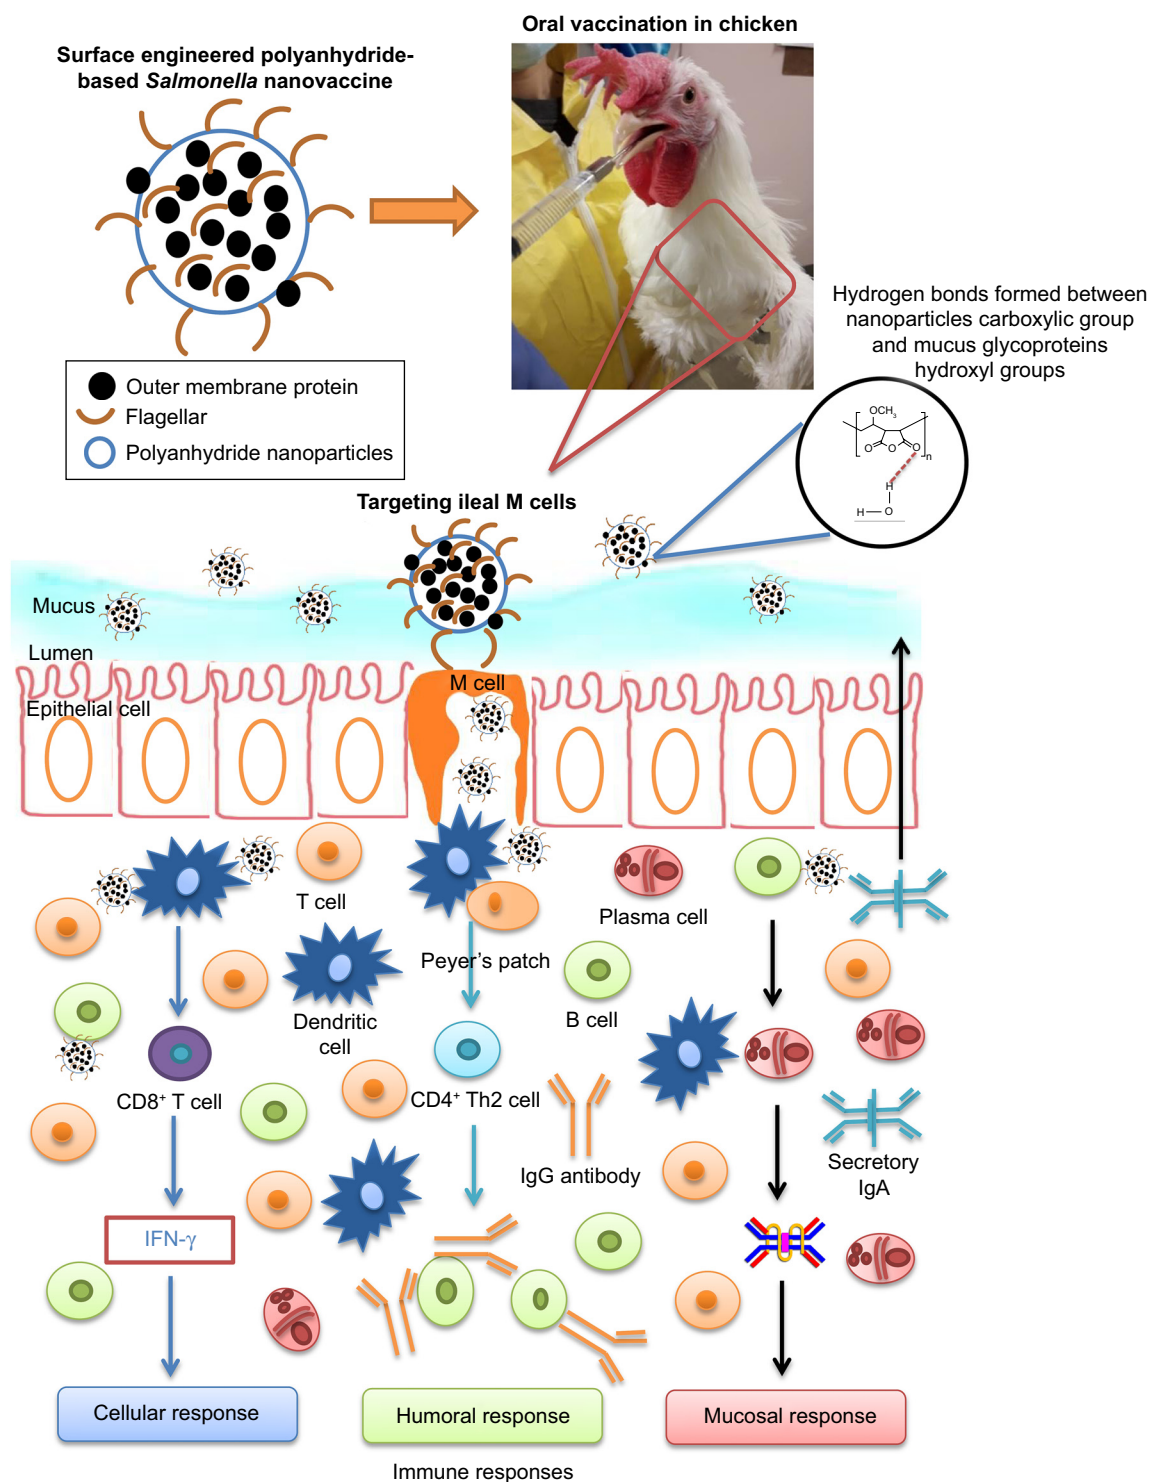 Oral vaccination in chicken
Surface engineered polyanhydride-
based Salmonella nanovaccine
Outer membrane protein
Flagellar
Polyanhydride nanoparticles
Hydrogen bonds formed between
nanoparticles carboxylic group
and mucus glycoproteins
hydroxyl groups
OCH₃
O O O
n
H
H—O
Targeting ileal M cells
Mucus
Lumen
M cell
Epithelial cell
T cell
Plasma cell
Peyer's patch
B cell
Dendritic
cell
CD8⁺ T cell
CD4⁺ Th2 cell
IgG antibody
Secretory
IgA
IFN-γ
Cellular response
Humoral response
Mucosal response
Immune responses